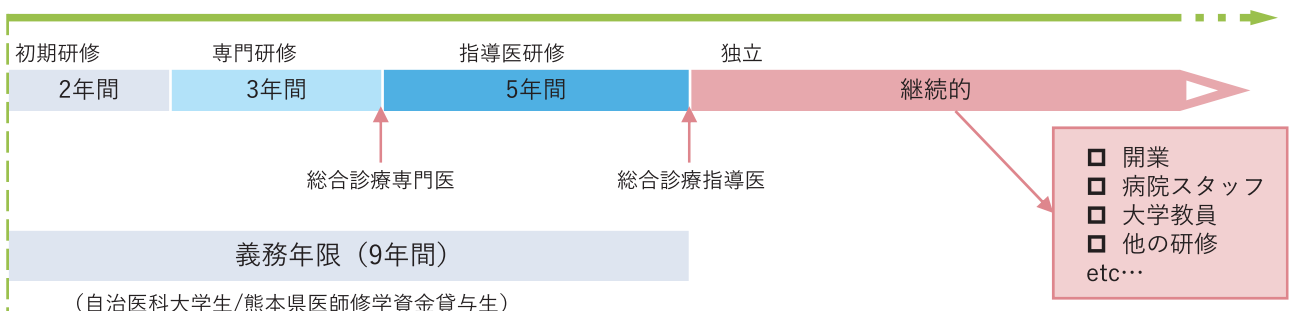 初期研修 専門研修 指導医研修 独立
2年間 3年間 5年間 継続的
総合診療専門医 総合診療指導医
開業
病院スタッフ
大学教員
他の研修
etc…
義務年限（9年間）
（自治医科大学生/熊本県医師修学資金貸与生）